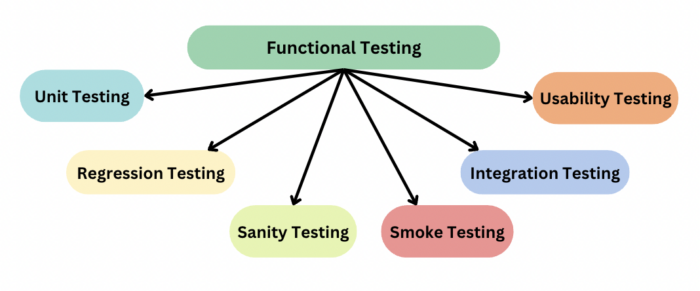 Functional Testing
Unit Testing
Usability Testing
Regression Testing
Integration Testing
Sanity Testing
Smoke Testing